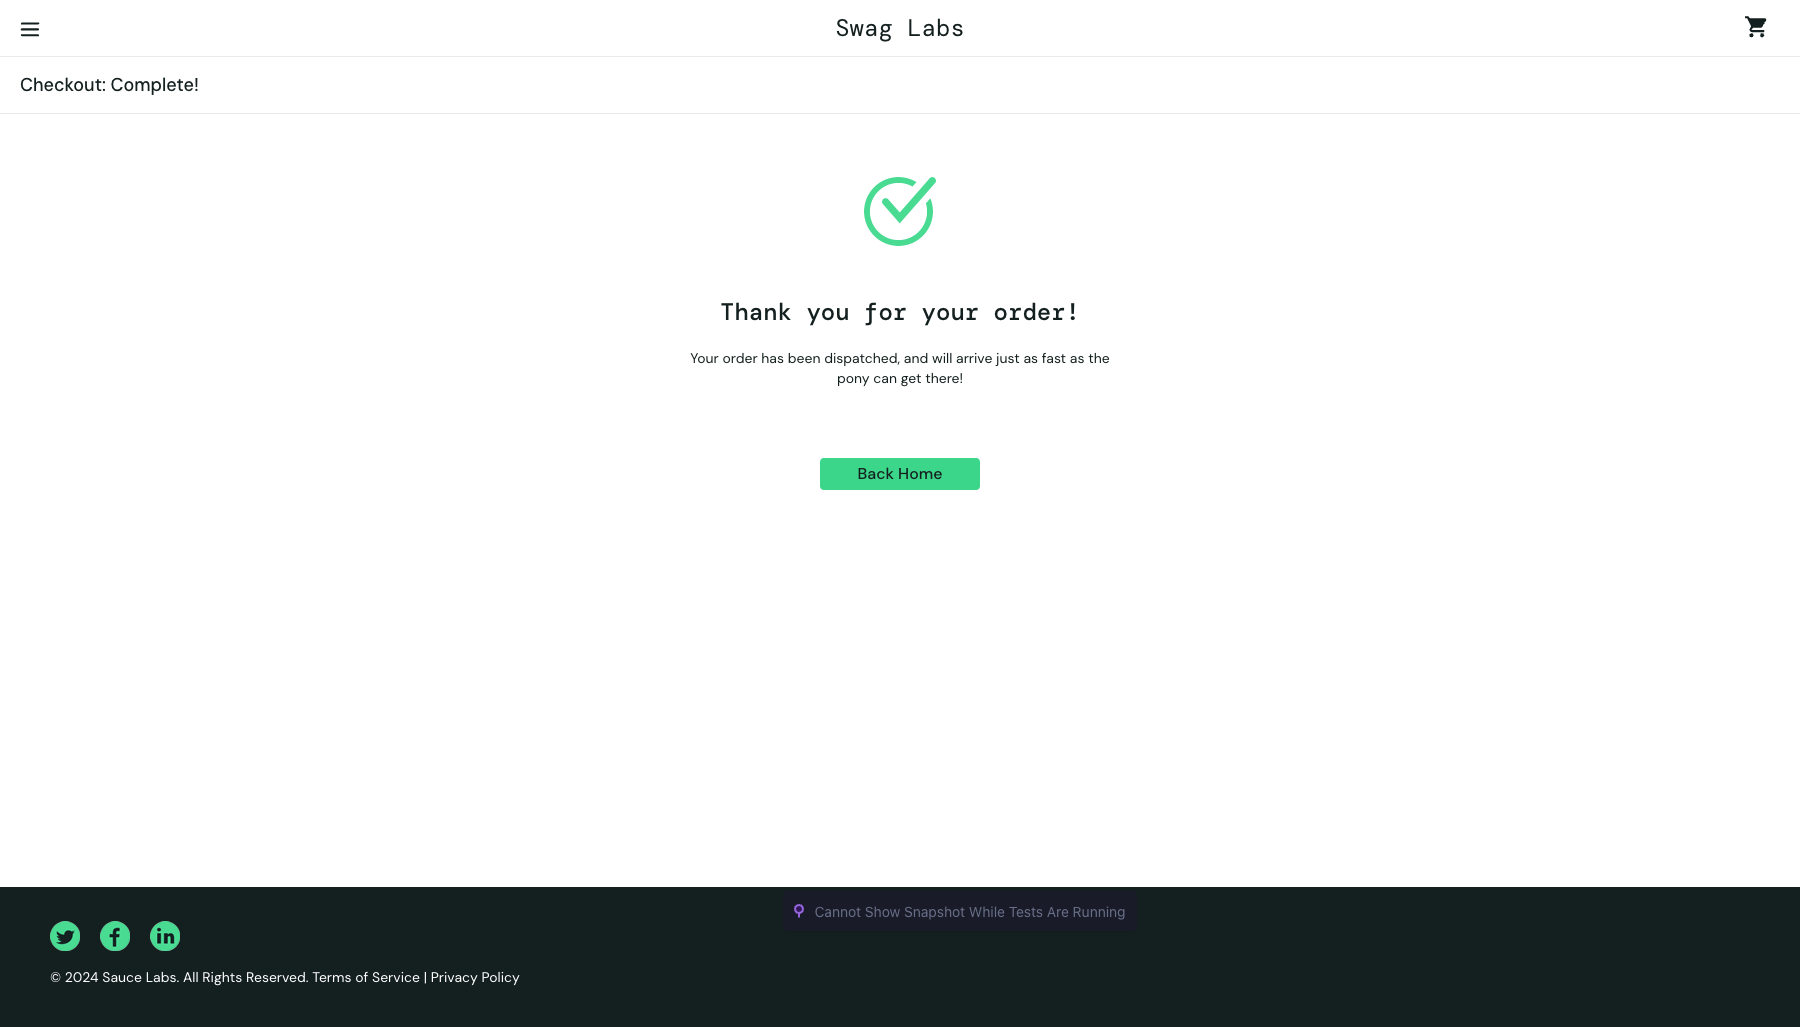 Swag Labs
Checkout: Complete!
Thank you for your order!
Your order has been dispatched, and will arrive just as fast as the
pony can get there!
Back Home
Cannot Show Snapshot While Tests Are Running
© 2024 Sauce Labs. All Rights Reserved. Terms of Service | Privacy Policy